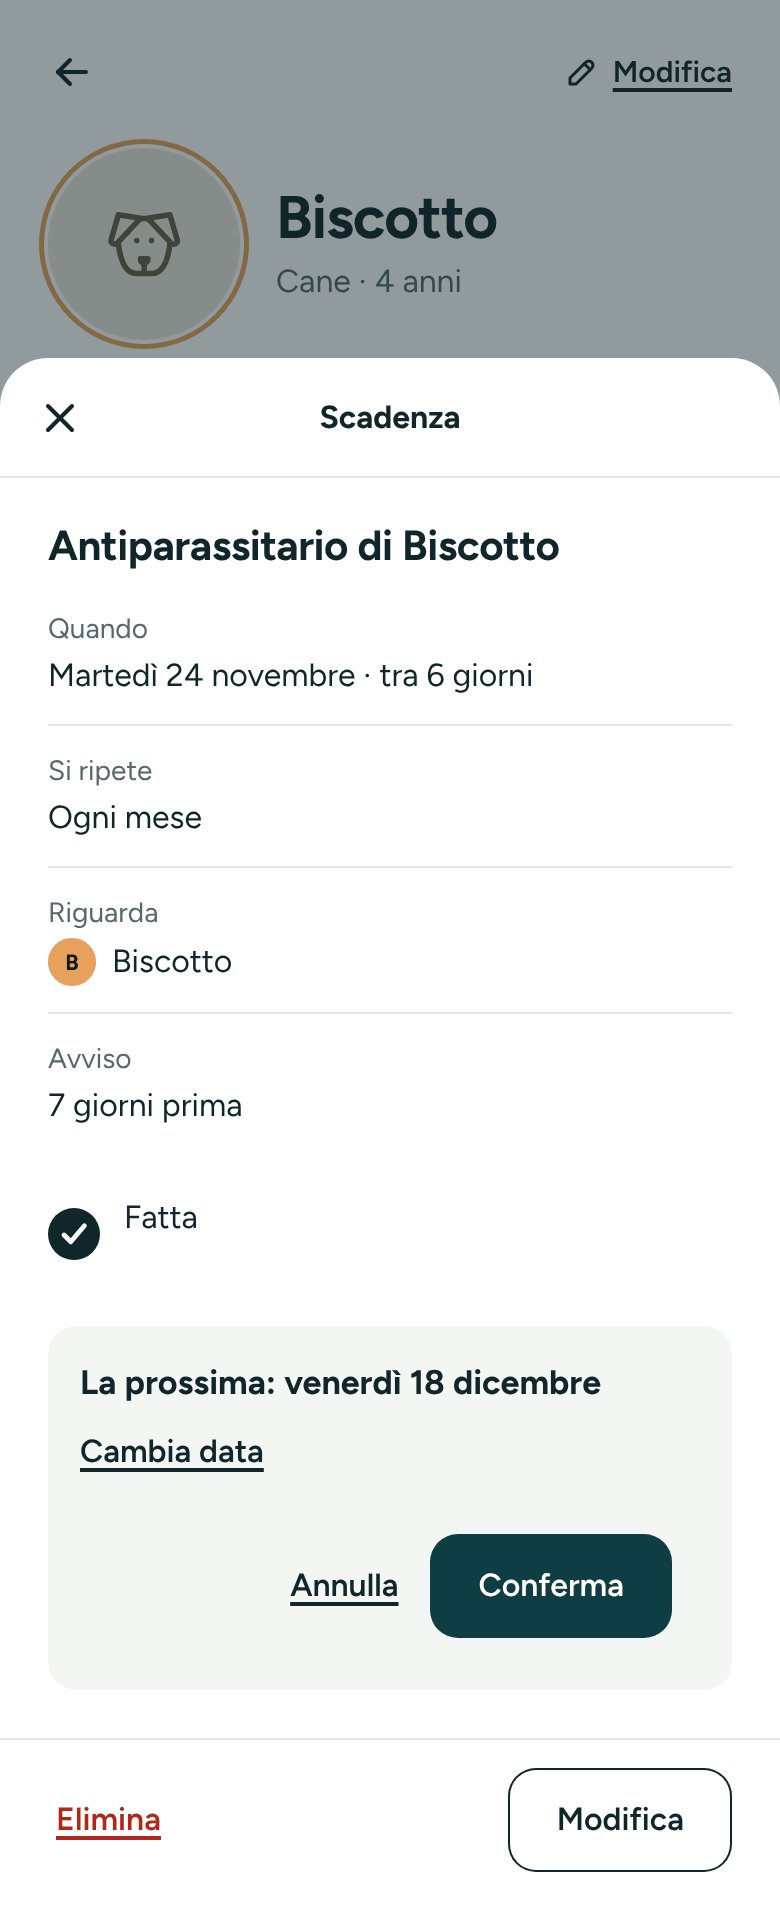 Modifica
Biscotto
Cane · 4 anni
Scadenza
Antiparassitario di Biscotto
Quando
Martedì 24 novembre · tra 6 giorni
Si ripete
Ogni mese
Riguarda
B Biscotto
Avviso
7 giorni prima
Fatta
La prossima: venerdì 18 dicembre
Cambia data
Annulla Conferma
Elimina Modifica